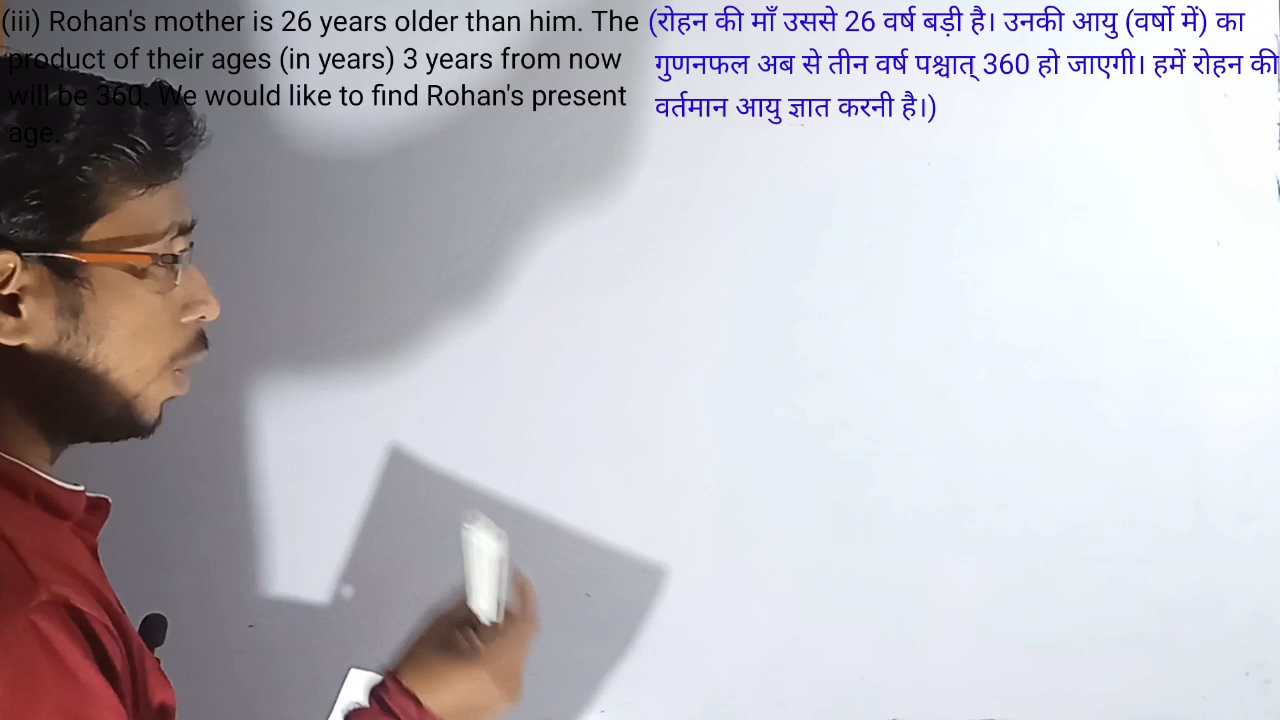 (iii) Rohan's mother is 26 years older than him. The
product of their ages (in years) 3 years from now
will be 360. We would like to find Rohan's present
age.
(रोहन की माँ उससे 26 वर्ष बड़ी है। उनकी आयु (वर्षो में) का
गुणनफल अब से तीन वर्ष पश्चात् 360 हो जाएगी। हमें रोहन की
वर्तमान आयु ज्ञात करनी है।)